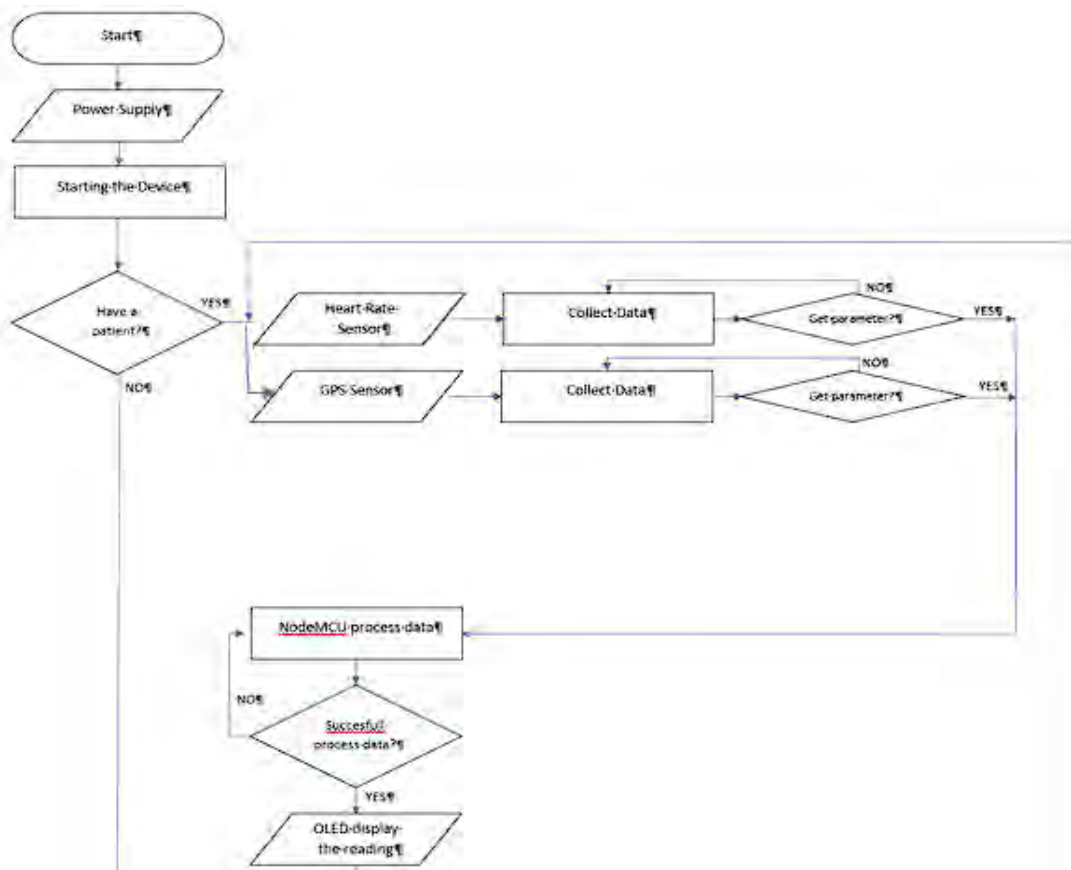 Start¶
Power·Supply¶
Starting·the·Device¶
Have·a·
patient?¶
YES¶
NO¶
Heart·Rate·
Sensor¶
Collect·Data¶
NO¶
Get·parameter?¶
YES¶
GPS·Sensor¶
Collect·Data¶
NO¶
Get·parameter?¶
YES¶
NodeMCU·process·data¶
NO¶
Succesfull·
process·data?¶
YES¶
OLED·display·
the·reading¶